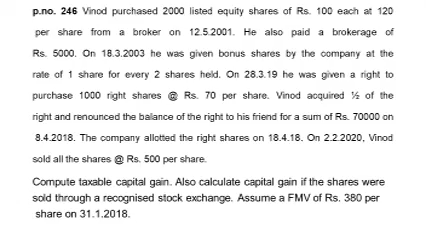 p.no. 246 Vinod purchased 2000 listed equity shares of Rs. 100 each at 120
per share from a broker on 12.5.2001. He also paid a brokerage of
Rs. 5000. On 18.3.2003 he was given bonus shares by the company at the
rate of 1 share for every 2 shares held. On 28.3.19 he was given a right to
purchase 1000 right shares @ Rs. 70 per share. Vinod acquired ½ of the
right and renounced the balance of the right to his friend for a sum of Rs. 70000 on
8.4.2018. The company allotted the right shares on 18.4.18. On 2.2.2020, Vinod
sold all the shares @ Rs. 500 per share.
Compute taxable capital gain. Also calculate capital gain if the shares were
sold through a recognised stock exchange. Assume a FMV of Rs. 380 per
share on 31.1.2018.